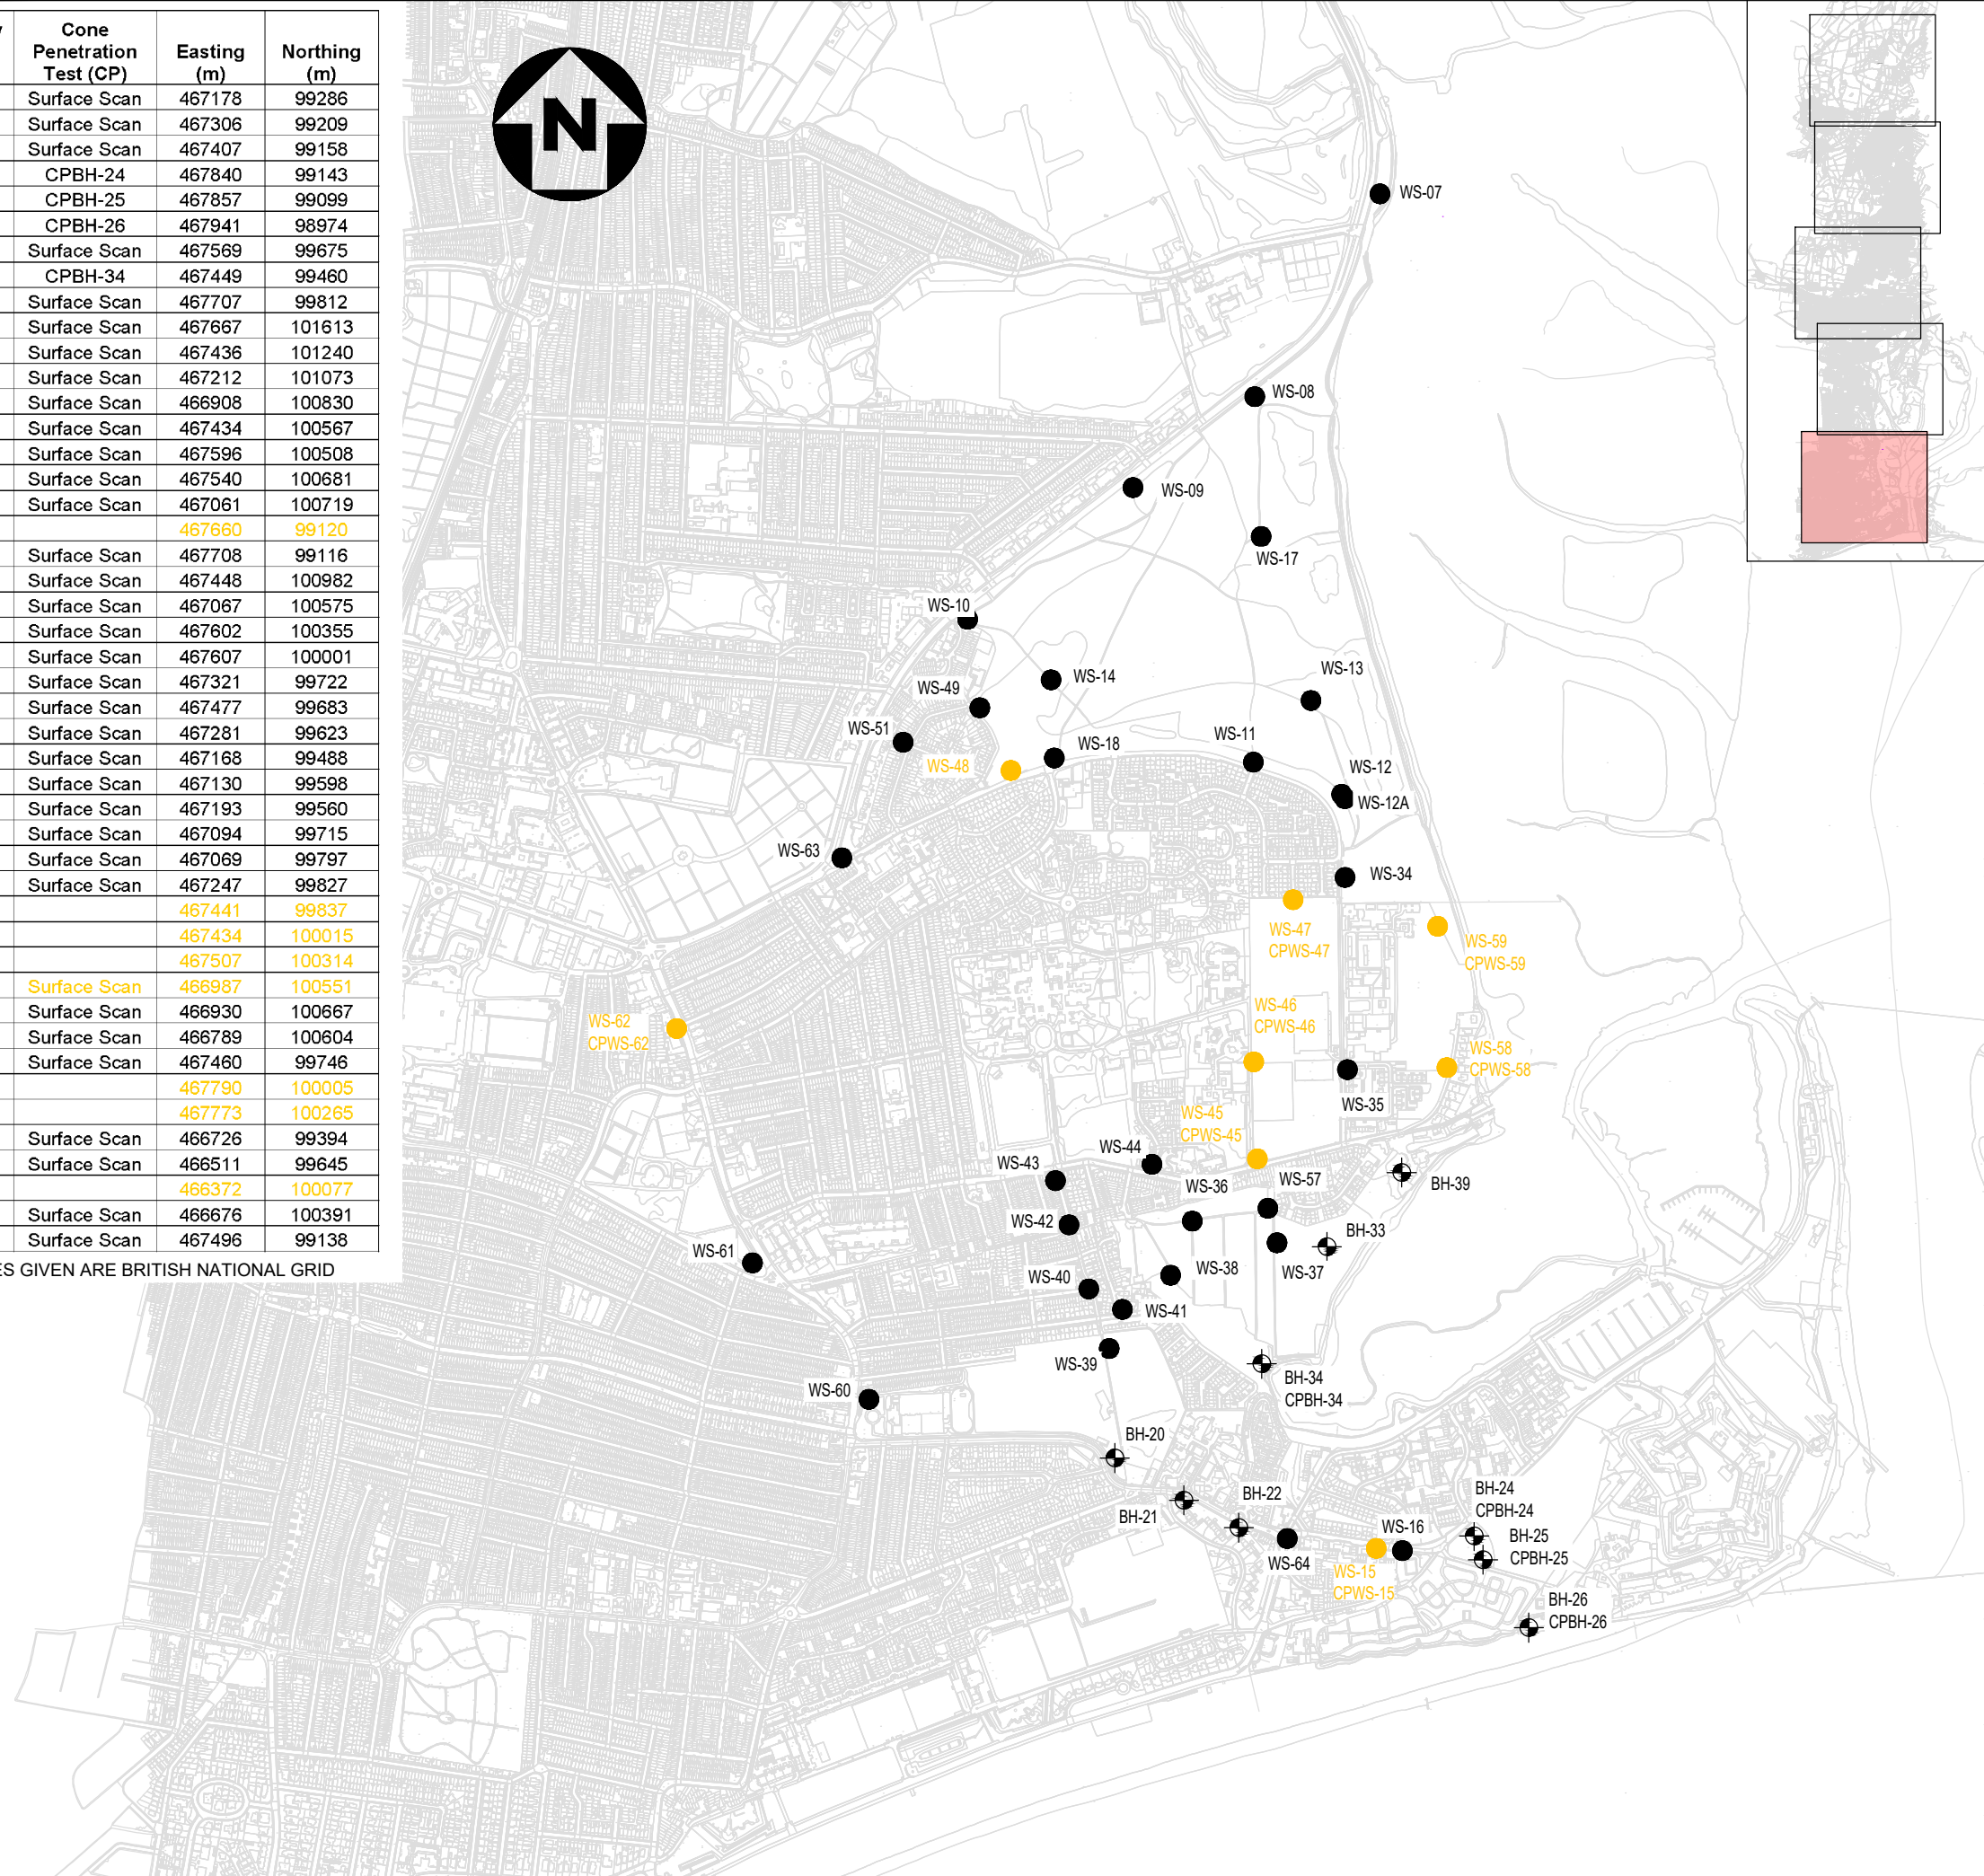 Cone
Penetration
Test (CP)
Easting
(m)
Northing
(m)
Surface Scan 467178 99286
Surface Scan 467306 99209
Surface Scan 467407 99158
CPBH-24 467840 99143
CPBH-25 467857 99099
CPBH-26 467941 98974
Surface Scan 467569 99675
CPBH-34 467449 99460
Surface Scan 467707 99812
Surface Scan 467667 101613
Surface Scan 467436 101240
Surface Scan 467212 101073
Surface Scan 466908 100830
Surface Scan 467434 100567
Surface Scan 467596 100508
Surface Scan 467540 100681
Surface Scan 467061 100719
467660 99120
Surface Scan 467708 99116
Surface Scan 467448 100982
Surface Scan 467067 100575
Surface Scan 467602 100355
Surface Scan 467607 100001
Surface Scan 467321 99722
Surface Scan 467477 99683
Surface Scan 467281 99623
Surface Scan 467168 99488
Surface Scan 467130 99598
Surface Scan 467193 99560
Surface Scan 467094 99715
Surface Scan 467069 99797
Surface Scan 467247 99827
467441 99837
467434 100015
467507 100314
Surface Scan 466987 100551
Surface Scan 466930 100667
Surface Scan 466789 100604
Surface Scan 467460 99746
467790 100005
467773 100265
Surface Scan 466726 99394
Surface Scan 466511 99645
466372 100077
Surface Scan 466676 100391
Surface Scan 467496 99138
ES GIVEN ARE BRITISH NATIONAL GRID
N
WS-07
WS-08
WS-09
WS-17
WS-10
WS-14
WS-13
WS-49
WS-51
WS-18
WS-11
WS-48
WS-12
WS-12A
WS-63
WS-34
WS-47
CPWS-47
WS-59
CPWS-59
WS-46
CPWS-46
WS-62
CPWS-62
WS-58
CPWS-58
WS-35
WS-45
CPWS-45
WS-44
WS-43
WS-36
WS-57
BH-39
WS-42
BH-33
WS-61
WS-40
WS-38
WS-37
WS-41
WS-39
WS-60
BH-34
CPBH-34
BH-20
BH-21
BH-22
BH-24
CPBH-24
WS-16
BH-25
CPBH-25
WS-64
WS-15
CPWS-15
BH-26
CPBH-26